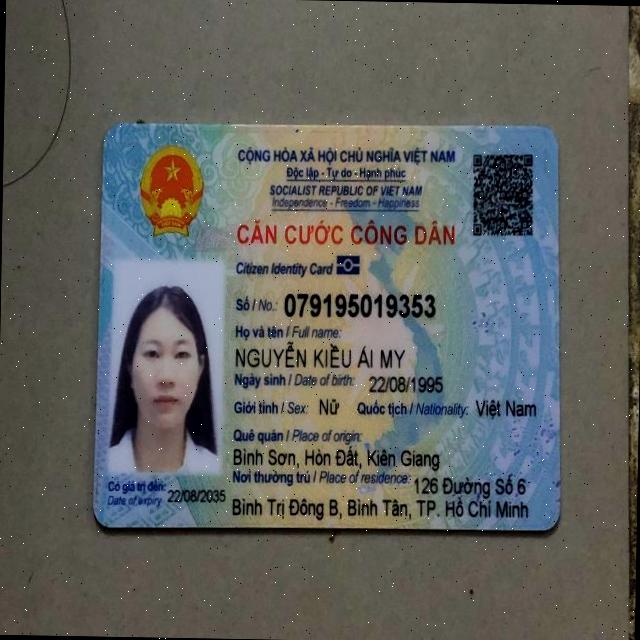 CỘNG HÒA XÃ HỘI CHỦ NGHĨA VIỆT NAM
Độc lập - Tự do - Hạnh phúc
SOCIALIST REPUBLIC OF VIET NAM
Independence - Freedom - Happiness
CĂN CƯỚC CÔNG DÂN
Citizen Identity Card
Số / No.: 079195019353
Họ và tên / Full name:
NGUYỄN KIỀU ÁI MY
Ngày sinh / Date of birth: 22/08/1995
Giới tính / Sex: Nữ Quốc tịch / Nationality: Việt Nam
Quê quán / Place of origin:
Bình Sơn, Hòn Đất, Kiên Giang
Nơi thường trú / Place of residence: 126 Đường Số 6
Bình Trị Đông B, Bình Tân, TP. Hồ Chí Minh
Có giá trị đến: 22/08/2035
Date of expiry